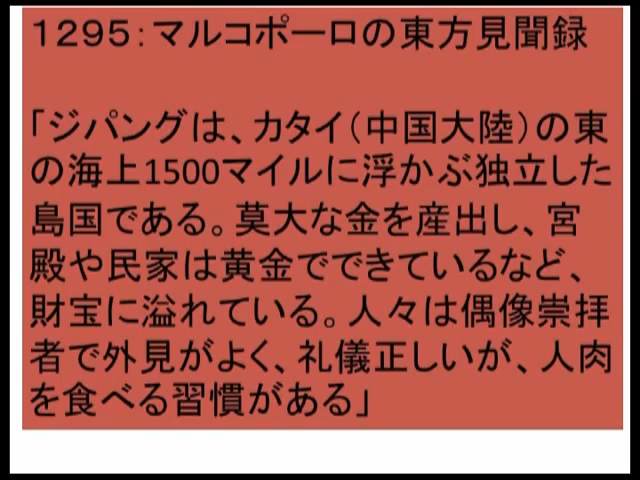 1295:マルコポーロの東方見聞録
「ジパングは、カタイ(中国大陸)の東
の海上1500マイルに浮かぶ独立した
島国である。莫大な金を産出し、宮
殿や民家は黄金でできているなど、
財宝に溢れている。人々は偶像崇拝
者で外見がよく、礼儀正しいが、人肉
を食べる習慣がある」